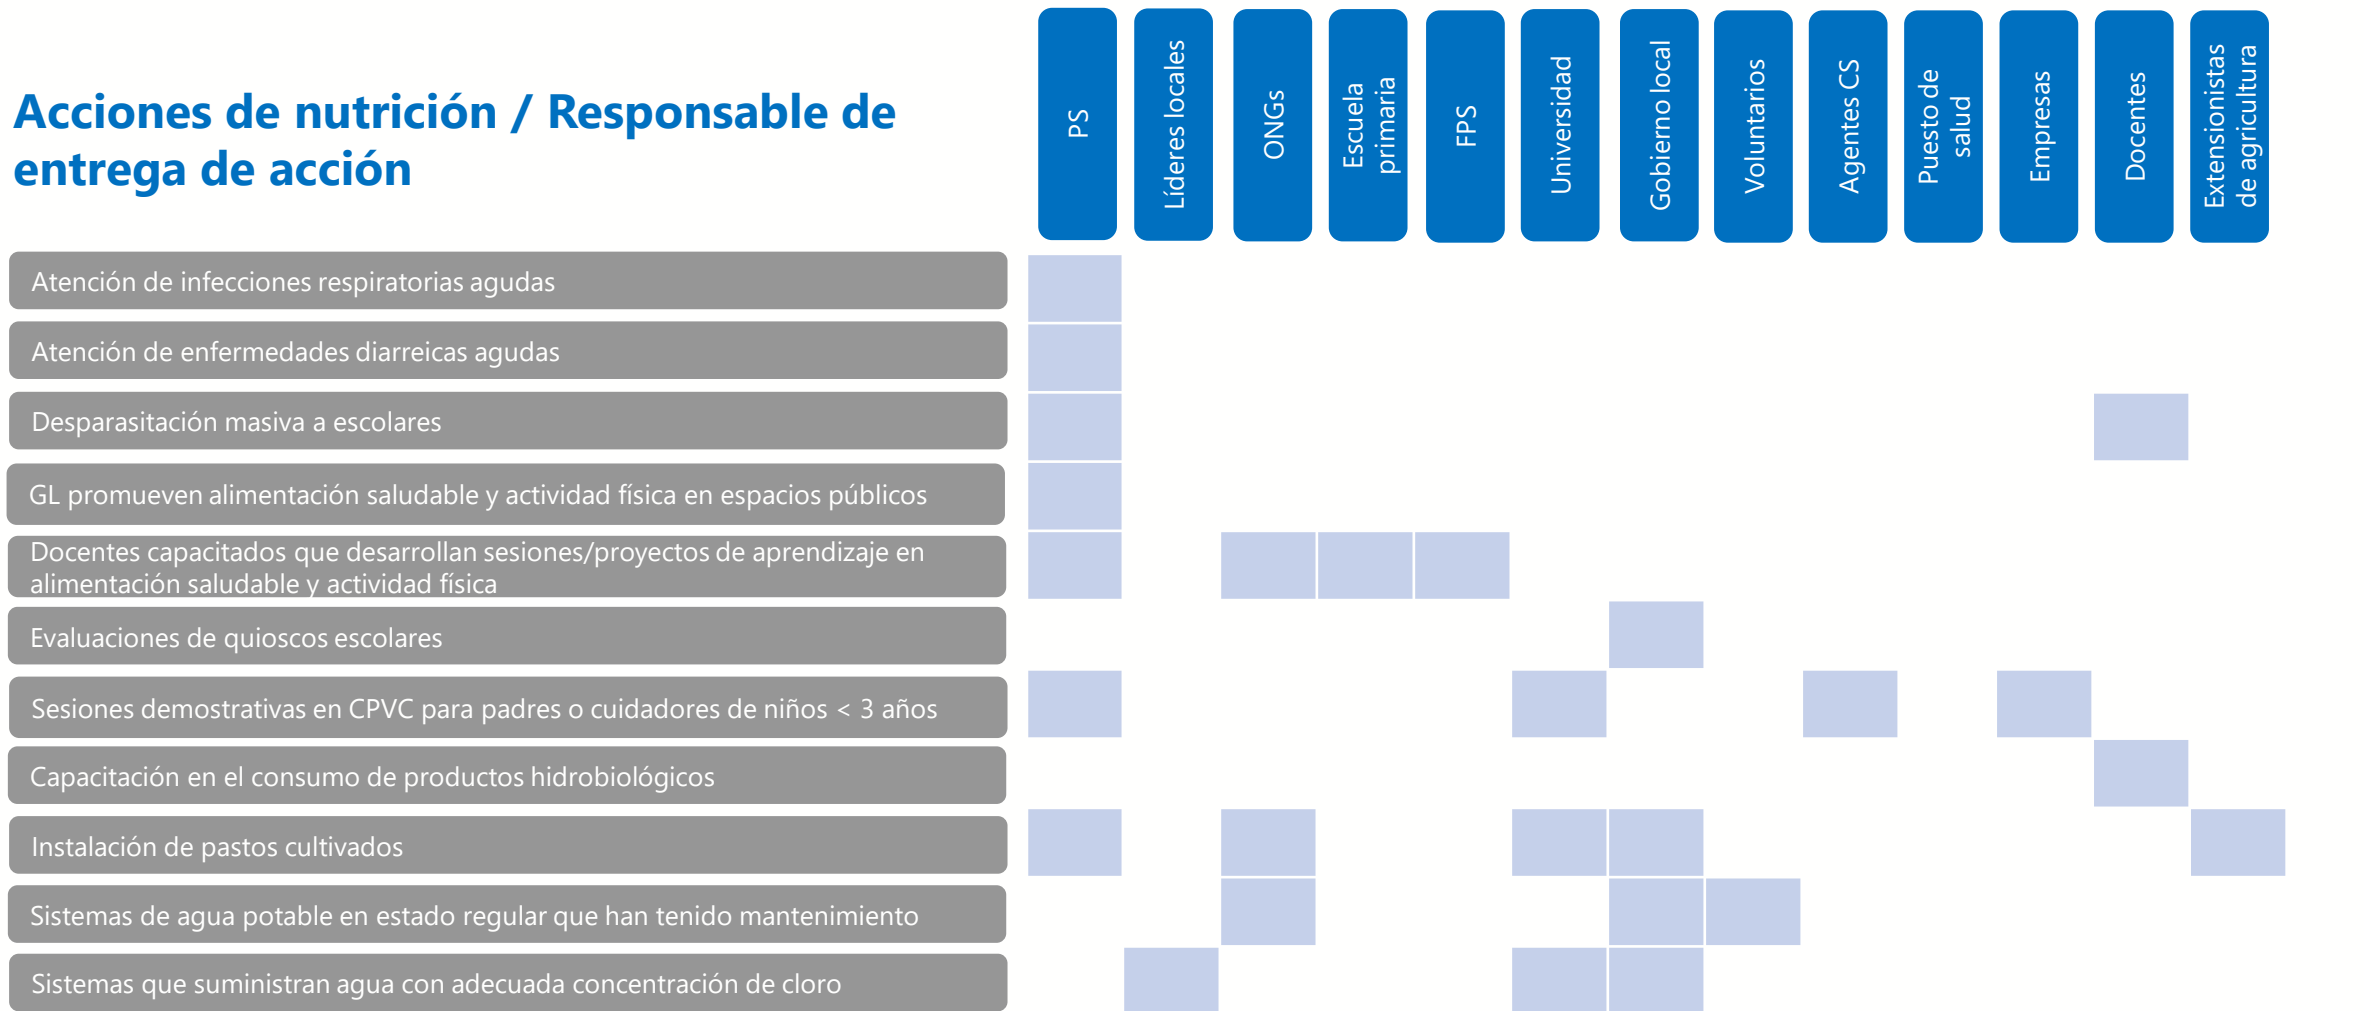 Acciones de nutrición / Responsable de
entrega de acción
PS
Líderes locales
ONGs
Escuela
primaria
FPS
Universidad
Gobierno local
Voluntarios
Agentes CS
Puesto de
salud
Empresas
Docentes
Extensionistas
de agricultura
Atención de infecciones respiratorias agudas
Atención de enfermedades diarreicas agudas
Desparasitación masiva a escolares
GL promueven alimentación saludable y actividad física en espacios públicos
Docentes capacitados que desarrollan sesiones/proyectos de aprendizaje en
alimentación saludable y actividad física
Evaluaciones de quioscos escolares
Sesiones demostrativas en CPVC para padres o cuidadores de niños < 3 años
Capacitación en el consumo de productos hidrobiológicos
Instalación de pastos cultivados
Sistemas de agua potable en estado regular que han tenido mantenimiento
Sistemas que suministran agua con adecuada concentración de cloro